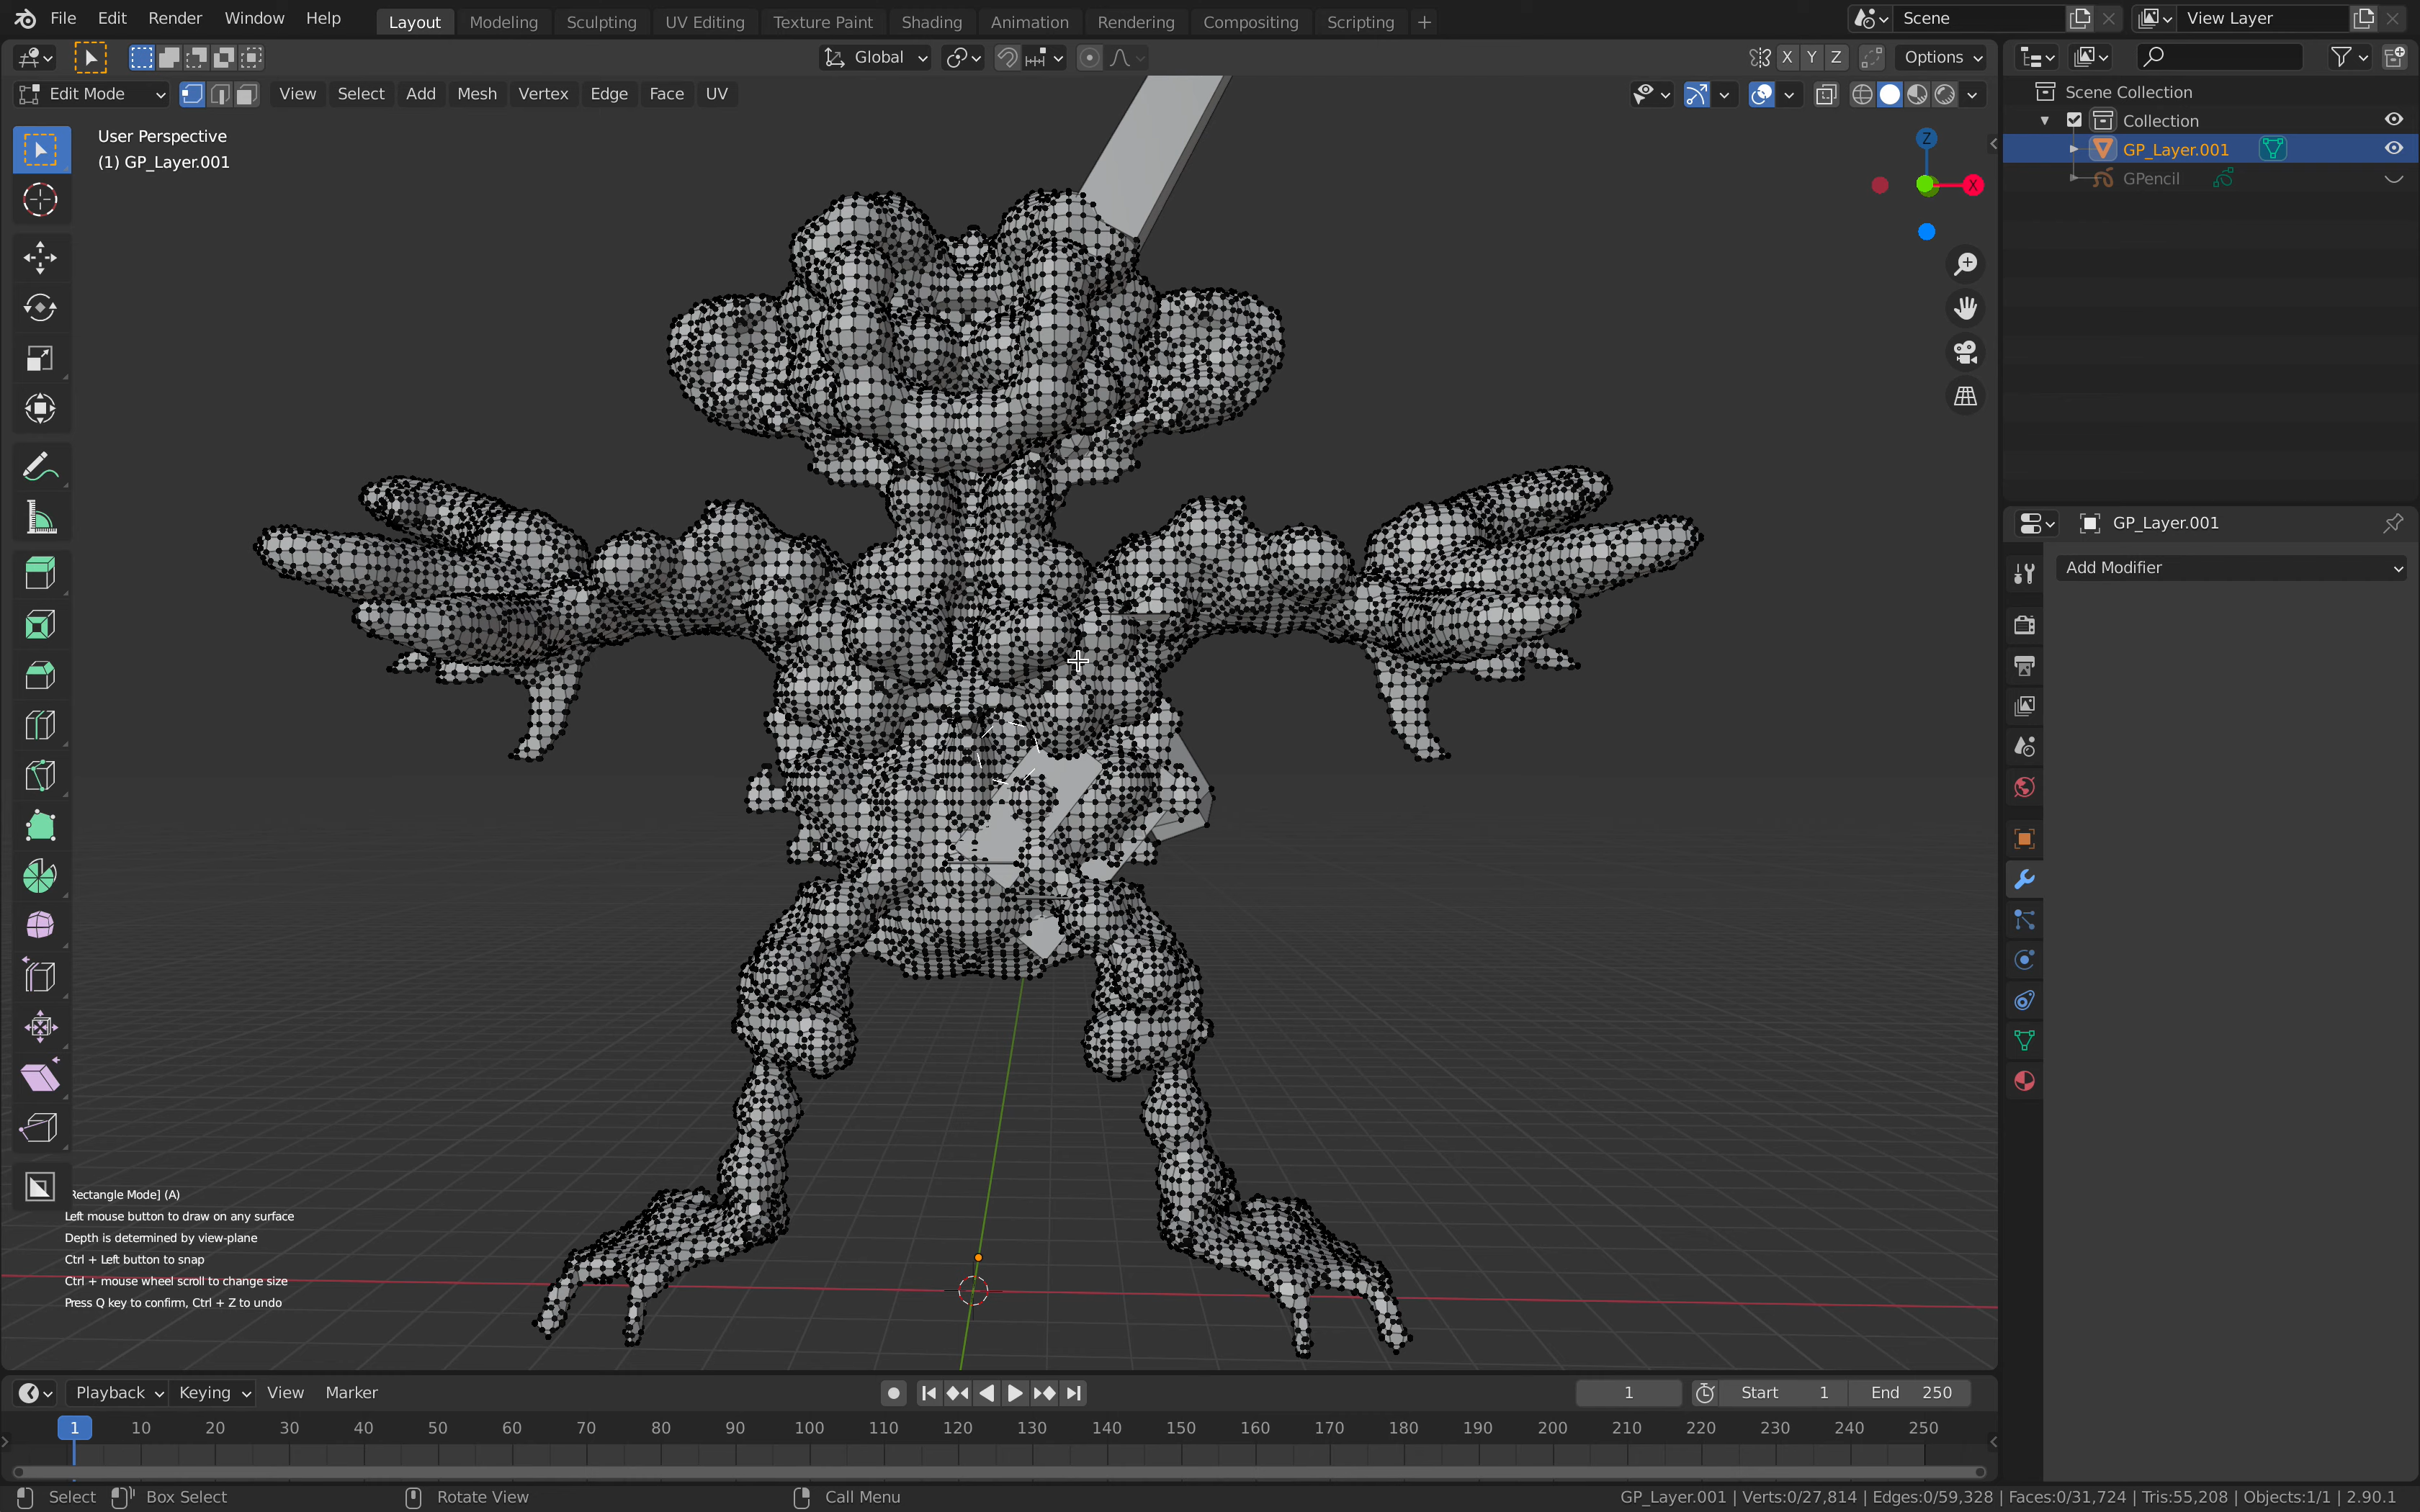 File Edit Render Window Help Layout Modeling Sculpting UV Editing Texture Paint Shading Animation Rendering Compositing Scripting + Scene View Layer
Global X Y Z Options
Edit Mode View Select Add Mesh Vertex Edge Face UV
Scene Collection
Collection
GP_Layer.001
GPencil
User Perspective
(1) GP_Layer.001
Z
X
GP_Layer.001
Add Modifier
Rectangle Mode] (A)
Left mouse button to draw on any surface
Depth is determined by view-plane
Ctrl + Left button to snap
Ctrl + mouse wheel scroll to change size
Press Q key to confirm, Ctrl + Z to undo
Playback Keying View Marker 1 Start 1 End 250
1 10 20 30 40 50 60 70 80 90 100 110 120 130 140 150 160 170 180 190 200 210 220 230 240 250
Select Box Select Rotate View Call Menu GP_Layer.001 | Verts:0/27,814 | Edges:0/59,328 | Faces:0/31,724 | Tris:55,208 | Objects:1/1 | 2.90.1